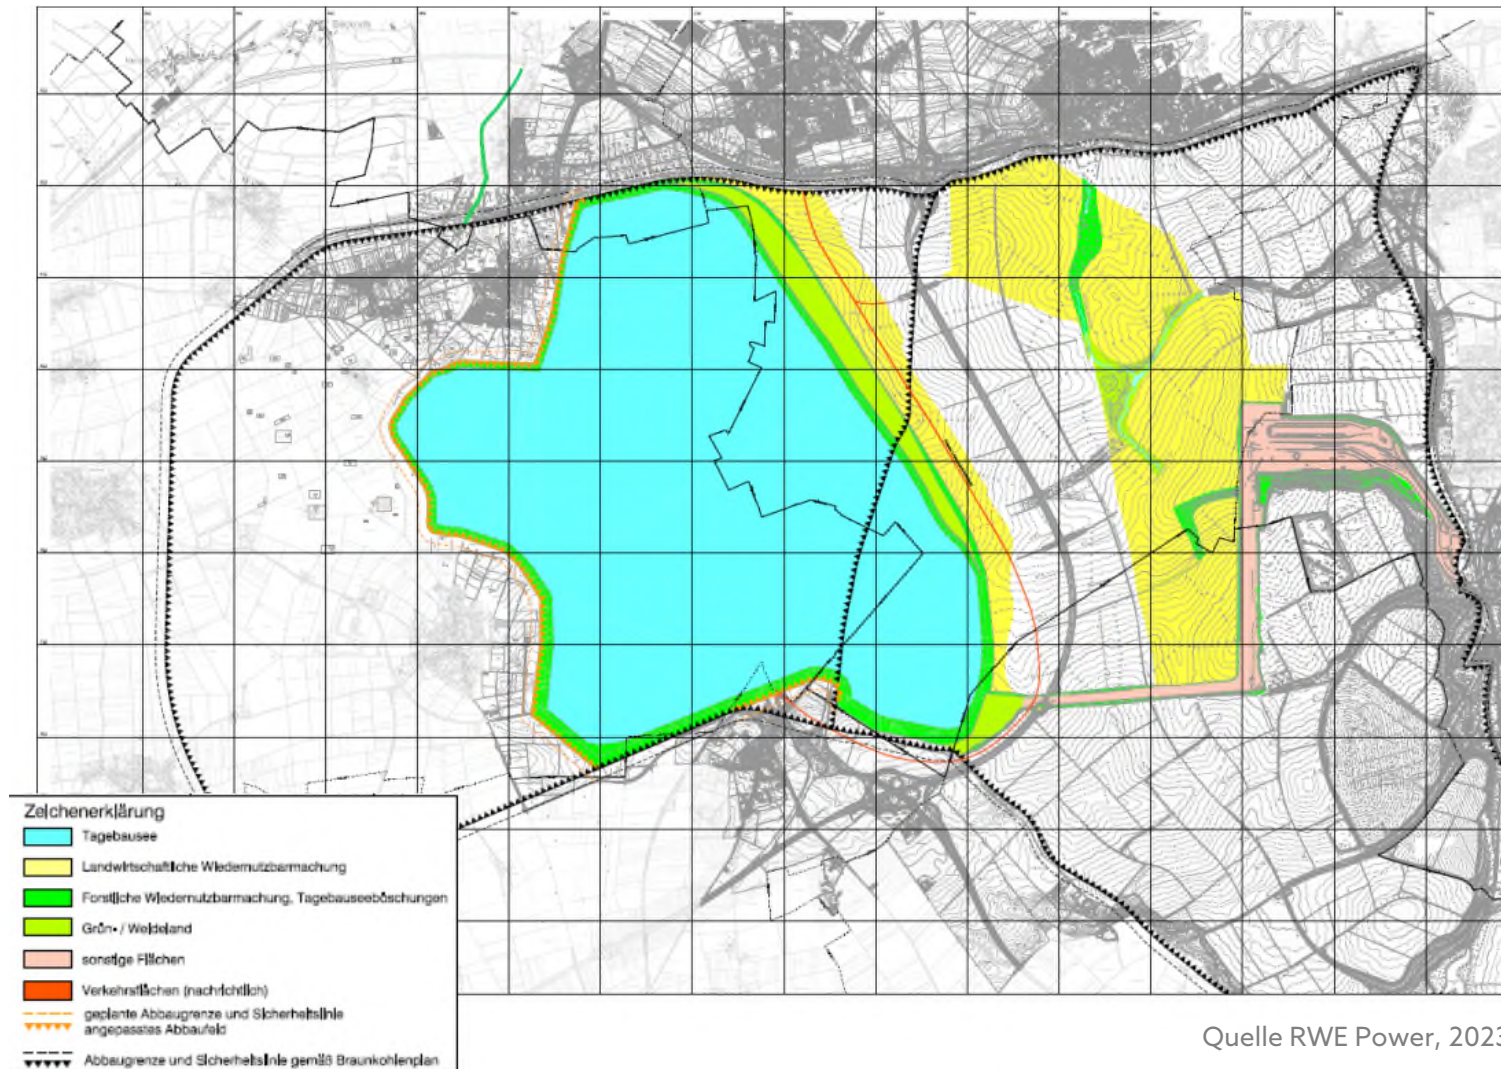 Zeichenerklärung
Tagebausee
Landwirtschaftliche Wiedernutzbarmachung
Forstliche Wiedernutzbarmachung, Tagebauseeböschungen
Grün- / Weideland
sonstige Flächen
Verkehrsflächen (nachrichtlich)
geplante Abbaugrenze und Sicherheitslinie
angepasstes Abbaufeld
Abbaugrenze und Sicherheitslinie gemäß Braunkohlenplan
Quelle RWE Power, 2023